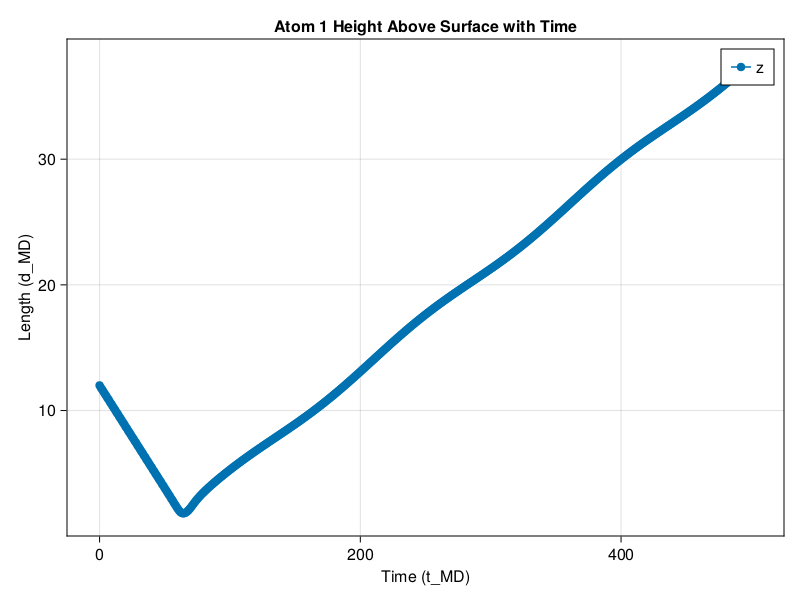 Atom 1 Height Above Surface with Time
z
30
20
10
Length (d_MD)
0 200 400
Time (t_MD)